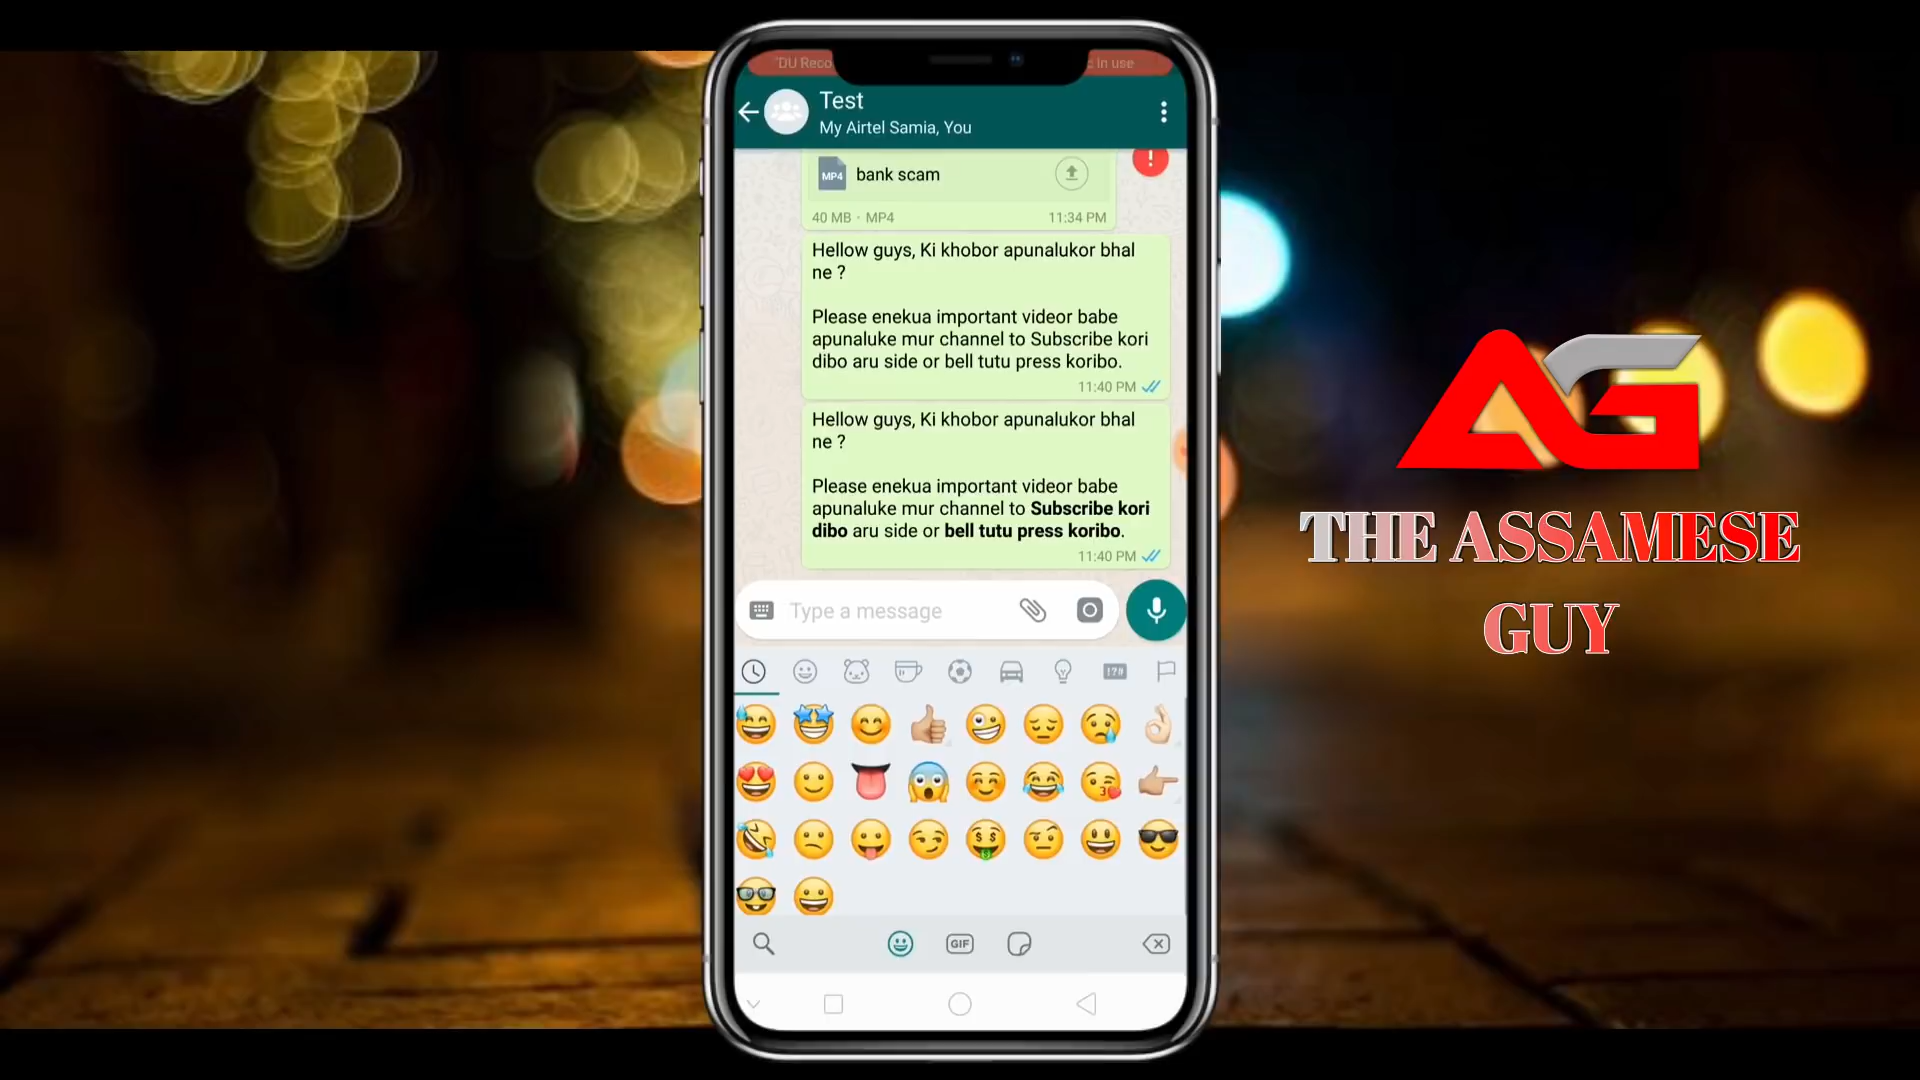 "DU Reco
c in use
Test
My Airtel Samia, You
MP4 bank scam
40 MB · MP4 11:34 PM
Hellow guys, Ki khobor apunalukor bhal
ne ?
Please enekua important videor babe
apunaluke mur channel to Subscribe kori
dibo aru side or bell tutu press koribo.
11:40 PM
Hellow guys, Ki khobor apunalukor bhal
ne ?
Please enekua important videor babe
apunaluke mur channel to Subscribe kori
dibo aru side or bell tutu press koribo.
11:40 PM
Type a message
!?#
GIF
AG
THE ASSAMESE
GUY